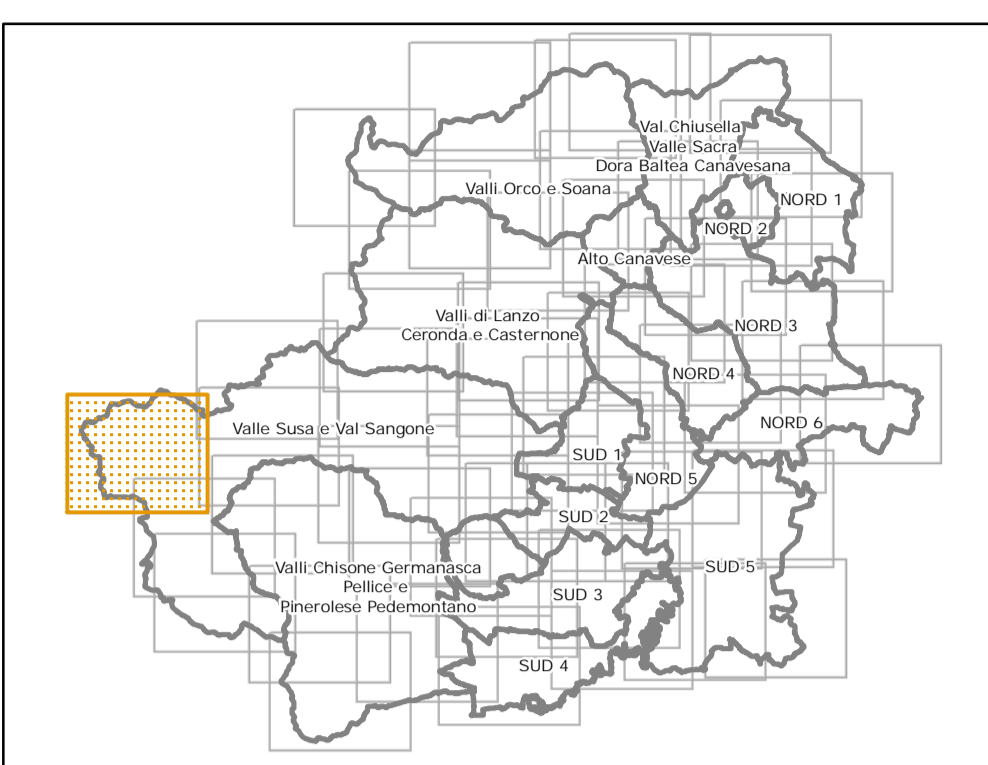 Val Chiusella
Valle Sacra
Dora Baltea Canavesana
Valli Orco e Soana
NORD 1
NORD 2
Alto Canavese
Valli di Lanzo
Ceronda e Casternone
NORD 3
NORD 4
NORD 6
Valle Susa e Val Sangone
SUD 1
NORD 5
SUD 2
Valli Chisone Germanasca
Pellice e
Pinerolese Pedemontano
SUD 5
SUD 3
SUD 4